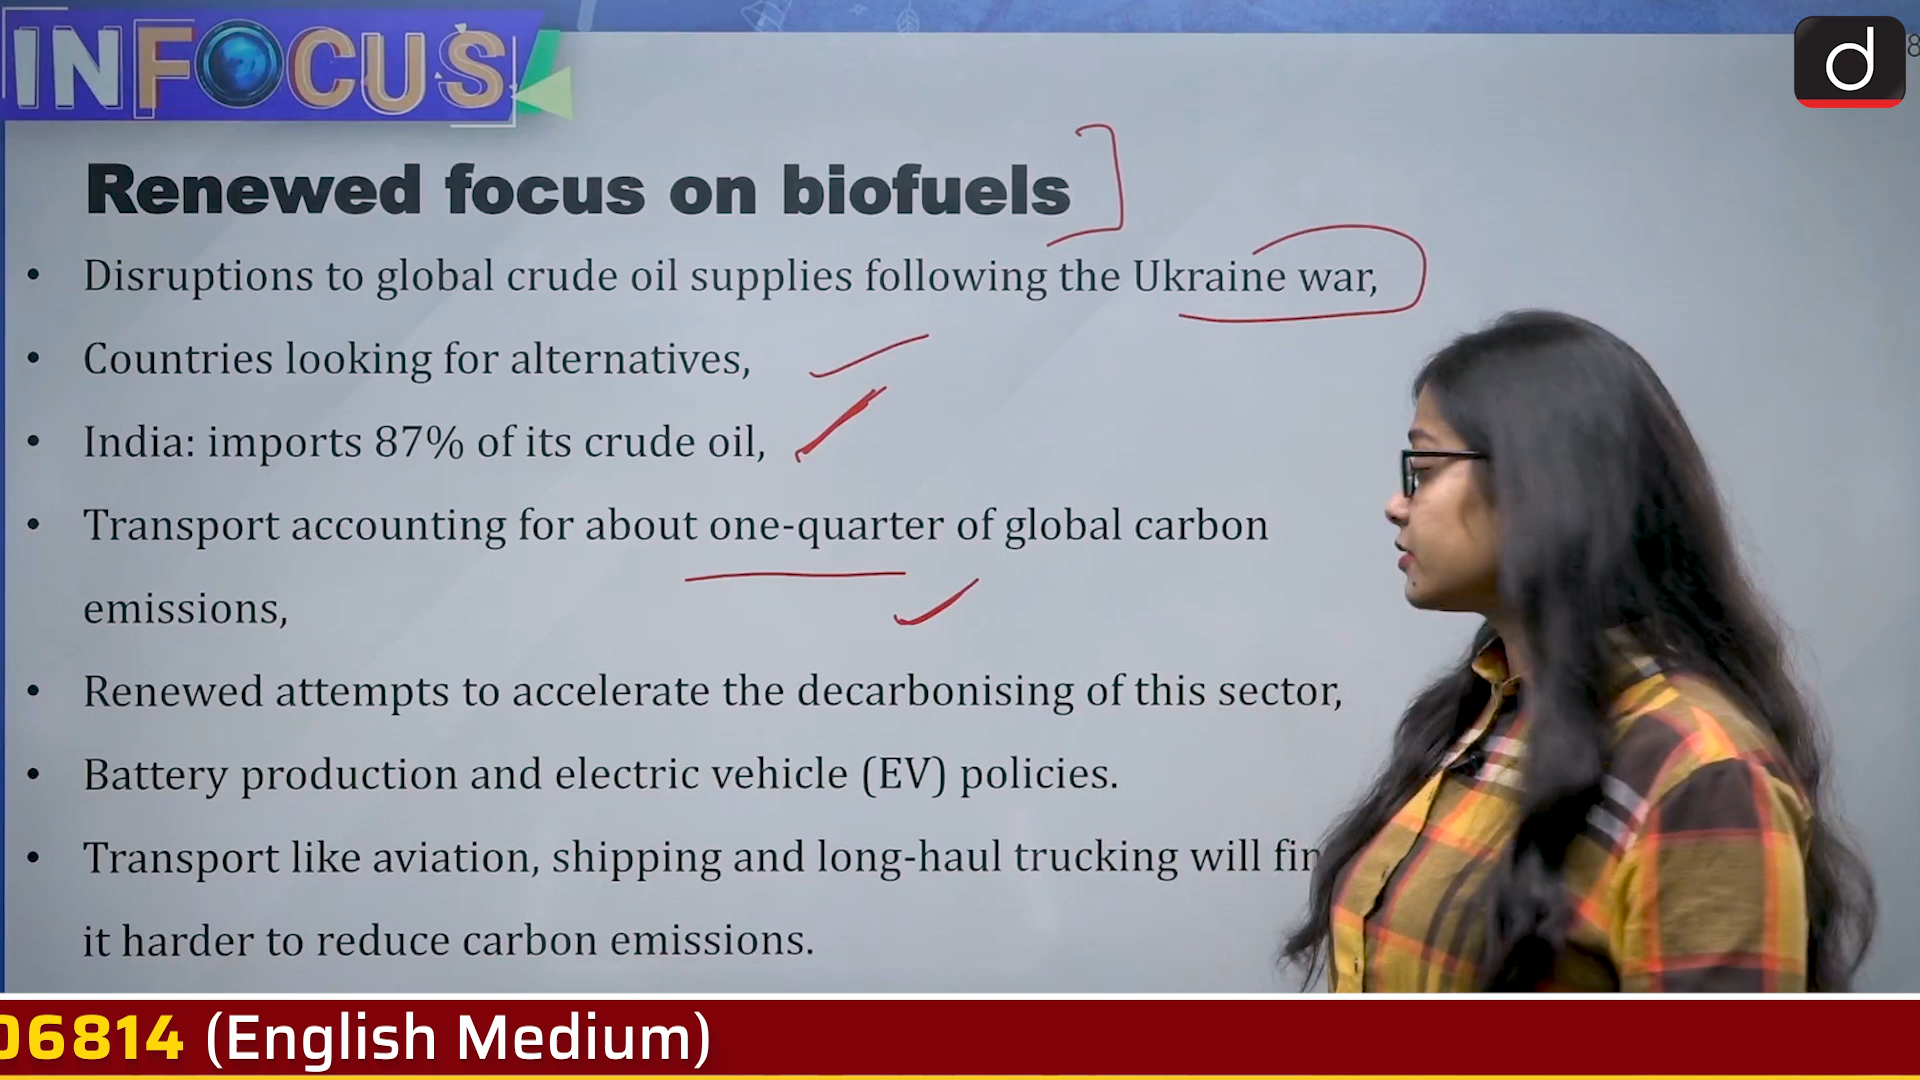 INFOCUS
d
8
Renewed focus on biofuels
• Disruptions to global crude oil supplies following the Ukraine war,
• Countries looking for alternatives,
• India: imports 87% of its crude oil,
• Transport accounting for about one-quarter of global carbon
emissions,
• Renewed attempts to accelerate the decarbonising of this sector,
• Battery production and electric vehicle (EV) policies.
• Transport like aviation, shipping and long-haul trucking will fin
it harder to reduce carbon emissions.
06814 (English Medium)